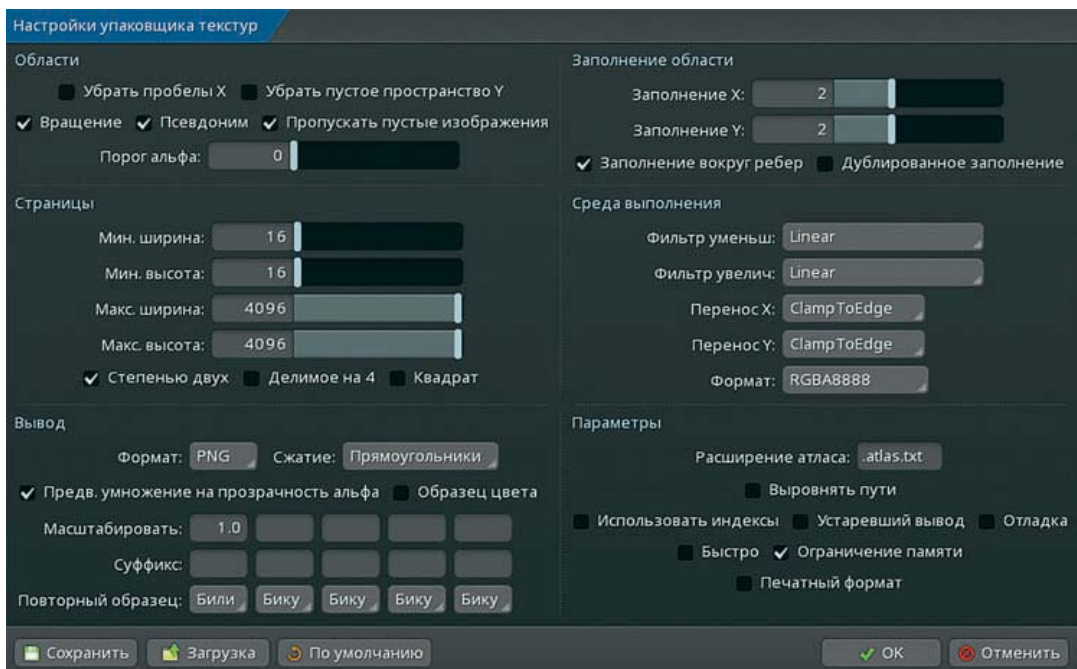 Настройки упаковщика текстур
Области
Убрать пробелы X Убрать пустое пространство Y
Вращение Псевдоним Пропускать пустые изображения
Порог альфа: 0
Заполнение области
Заполнение X: 2
Заполнение Y: 2
Заполнение вокруг ребер Дублированное заполнение
Страницы
Мин. ширина: 16
Мин. высота: 16
Макс. ширина: 4096
Макс. высота: 4096
Степенью двух Делимое на 4 Квадрат
Среда выполнения
Фильтр уменьш: Linear
Фильтр увелич: Linear
Перенос X: ClampToEdge
Перенос Y: ClampToEdge
Формат: RGBA8888
Вывод
Формат: PNG Сжатие: Прямоугольники
Предв. умножение на прозрачность альфа Образец цвета
Масштабировать: 1.0
Суффикс:
Повторный образец: Били Бику Бику Бику Бику
Параметры
Расширение атласа: .atlas.txt
Выровнять пути
Использовать индексы Устаревший вывод Отладка
Быстро Ограничение памяти
Печатный формат
Сохранить Загрузка По умолчанию OK Отменить